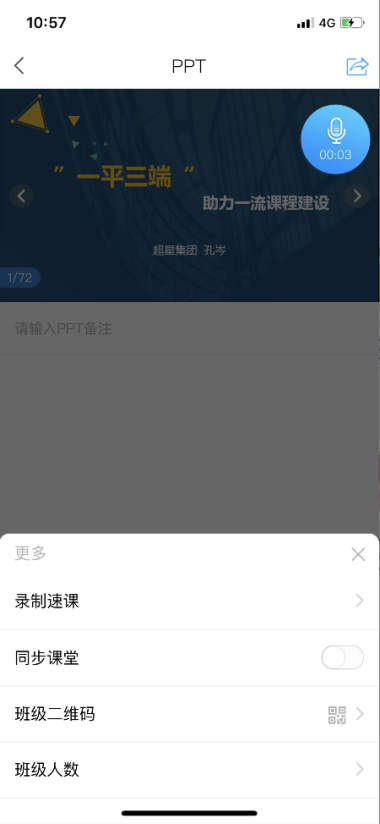 10:57 4G
PPT
00:03
”一平三端“
助力一流课程建设
超星集团 孔岑
1/72
请输入PPT备注
更多
录制速课
同步课堂
班级二维码
班级人数